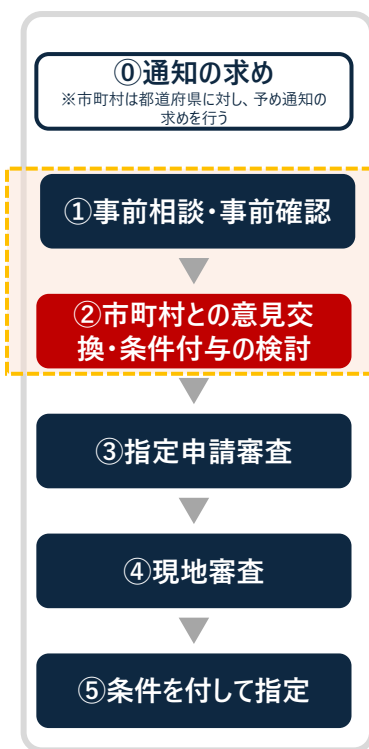 ⓪通知の求め
※市町村は都道府県に対し、予め通知の
求めを行う
①事前相談・事前確認
②市町村との意見交
換・条件付与の検討
③指定申請審査
④現地審査
⑤条件を付して指定